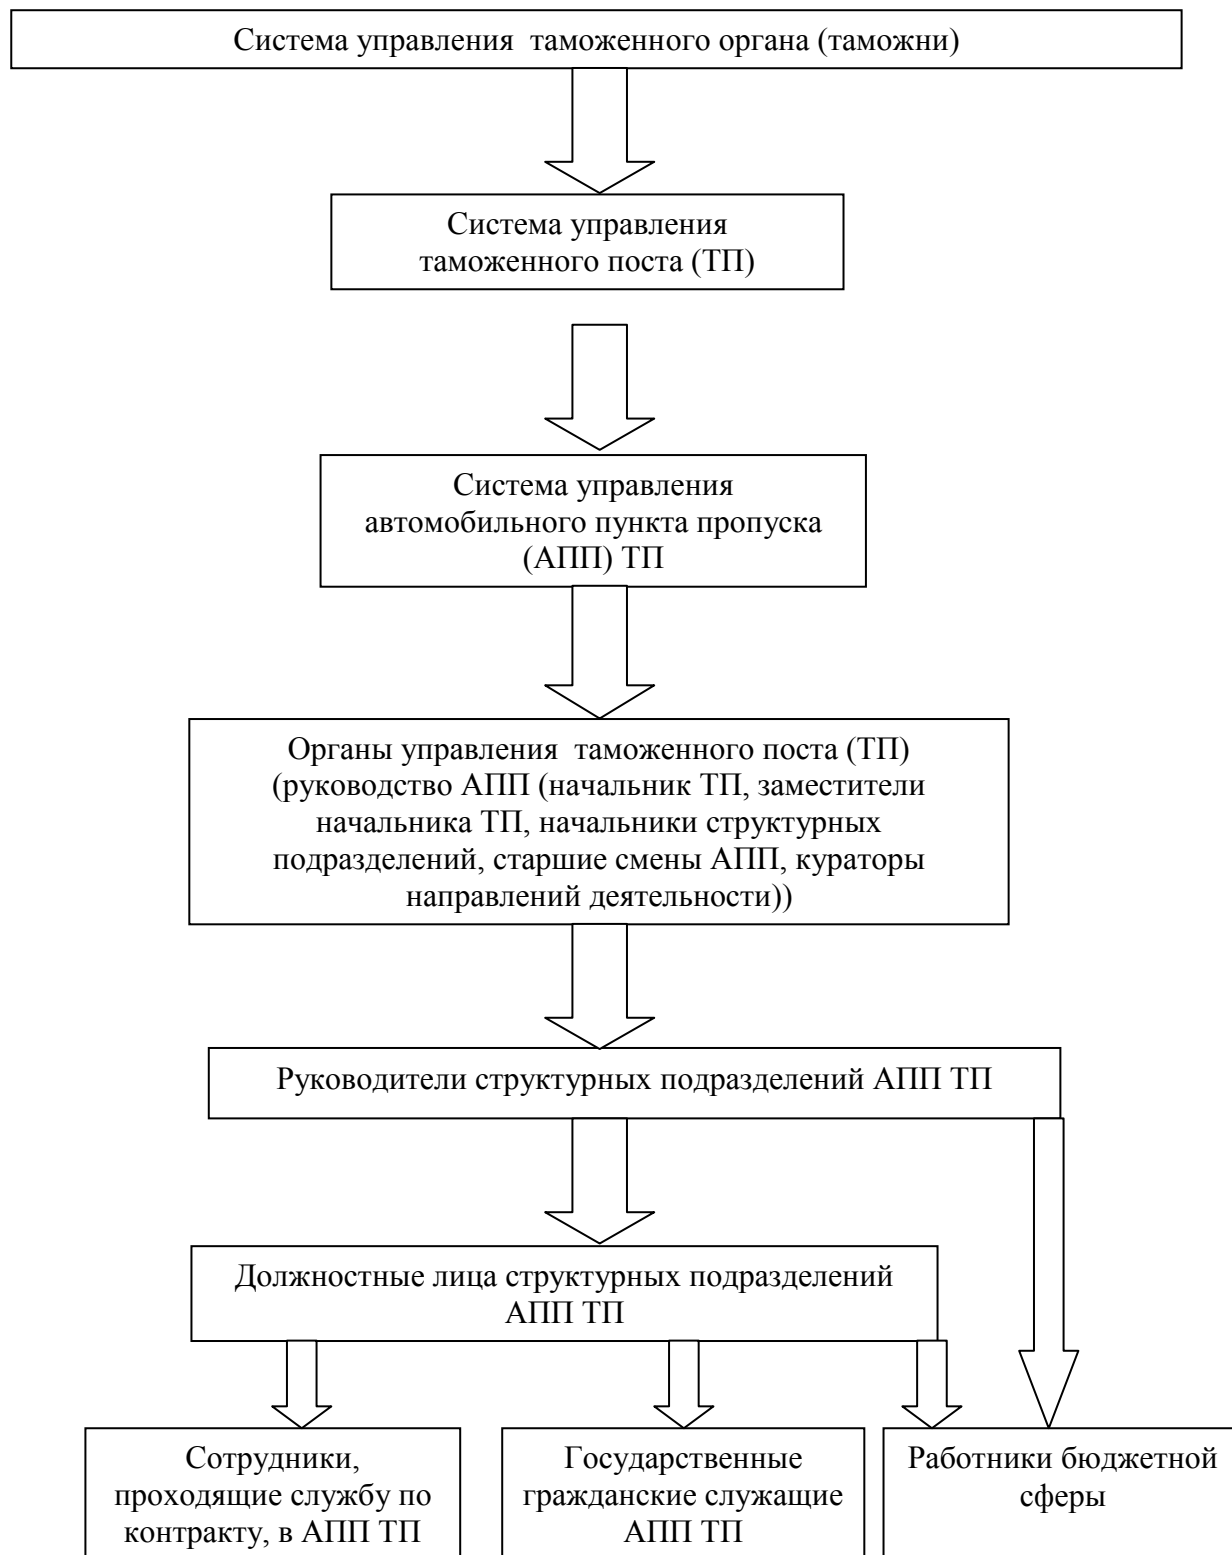 Система управления таможенного органа (таможни)
Система управления
таможенного поста (ТП)
Система управления
автомобильного пункта пропуска
(АПП) ТП
Органы управления таможенного поста (ТП)
(руководство АПП (начальник ТП, заместители
начальника ТП, начальники структурных
подразделений, старшие смены АПП, кураторы
направлений деятельности))
Руководители структурных подразделений АПП ТП
Должностные лица структурных подразделений
АПП ТП
Сотрудники,
проходящие службу по
контракту, в АПП ТП
Государственные
гражданские служащие
АПП ТП
Работники бюджетной
сферы